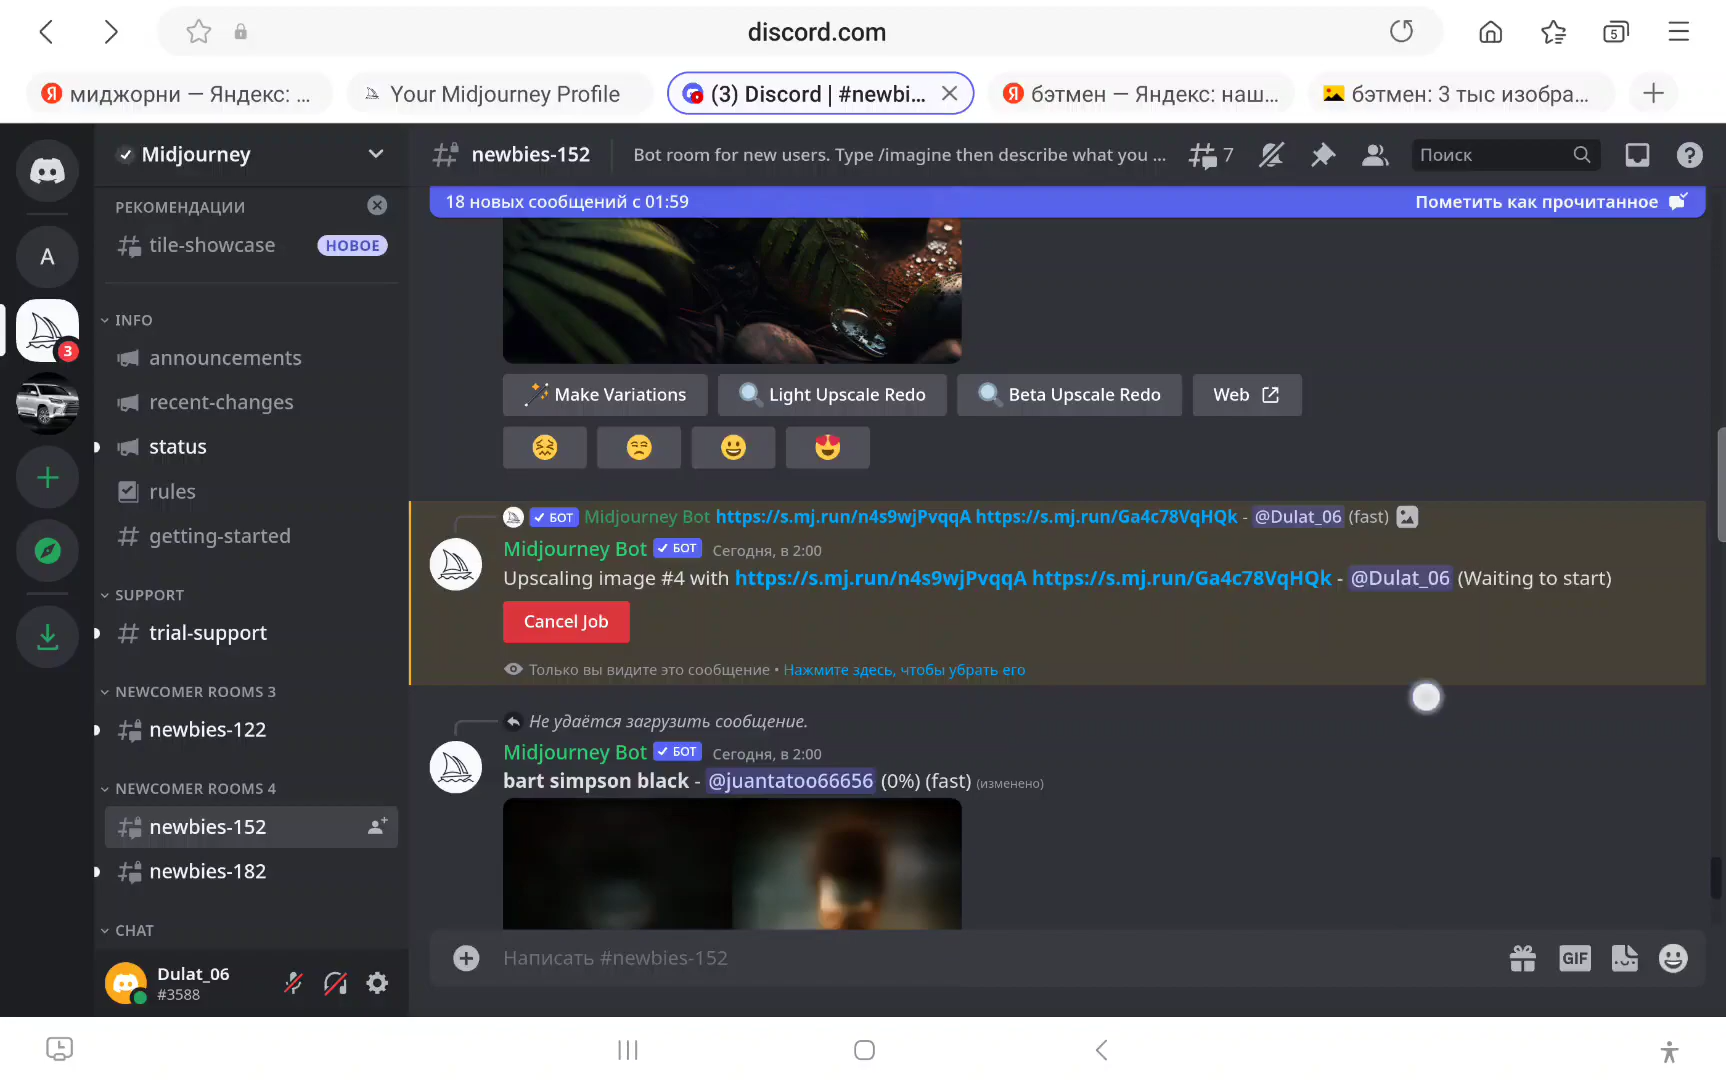 discord.com
5
миджорни — Яндекс: ...
Your Midjourney Profile
(3) Discord | #newbi...
бэтмен — Яндекс: наш...
бэтмен: 3 тыс изобра...
Midjourney
newbies-152
Bot room for new users. Type /imagine then describe what you ...
7
Поиск
РЕКОМЕНДАЦИИ
tile-showcase
НОВОЕ
A
3
INFO
announcements
recent-changes
status
rules
getting-started
SUPPORT
trial-support
NEWCOMER ROOMS 3
newbies-122
NEWCOMER ROOMS 4
newbies-152
newbies-182
CHAT
Dulat_06
#3588
18 новых сообщений с 01:59
Пометить как прочитанное
Make Variations
Light Upscale Redo
Beta Upscale Redo
Web
БОТ Midjourney Bot https://s.mj.run/n4s9wjPvqqA https://s.mj.run/Ga4c78VqHQk - @Dulat_06 (fast)
Midjourney Bot БОТ Сегодня, в 2:00
Upscaling image #4 with https://s.mj.run/n4s9wjPvqqA https://s.mj.run/Ga4c78VqHQk - @Dulat_06 (Waiting to start)
Cancel Job
Только вы видите это сообщение • Нажмите здесь, чтобы убрать его
Не удаётся загрузить сообщение.
Midjourney Bot БОТ Сегодня, в 2:00
bart simpson black - @juantatoo66656 (0%) (fast) (изменено)
Написать #newbies-152
GIF